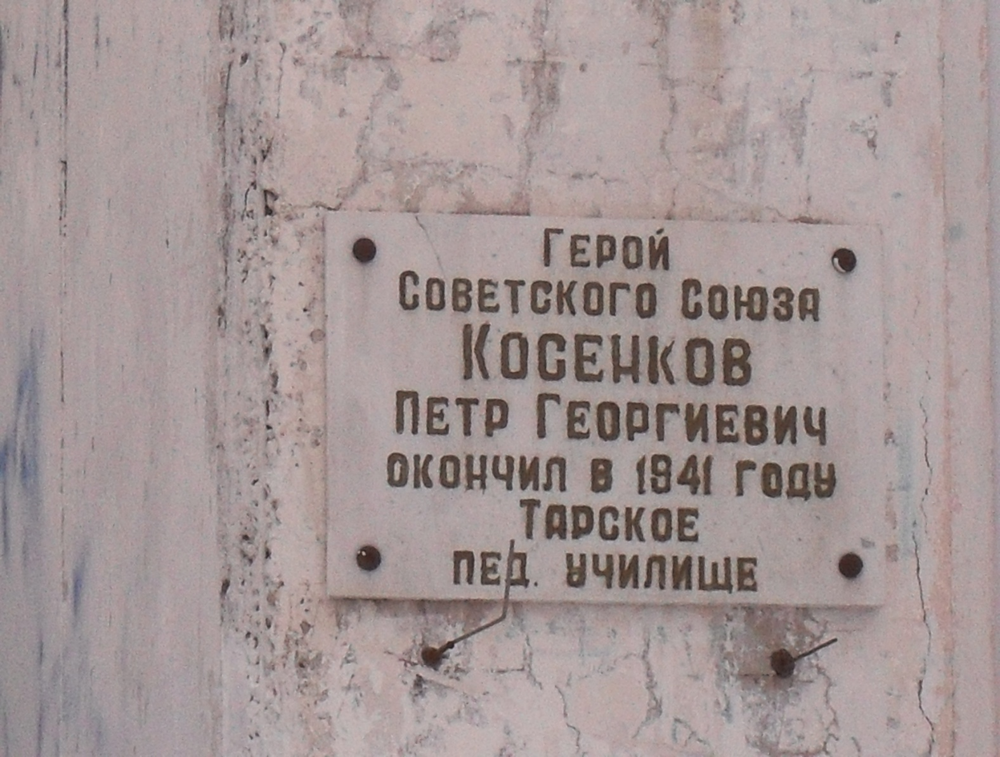 Герой
Советского Союза
Косенков
Петр Георгиевич
окончил в 1941 году
Тарское
пед. училище